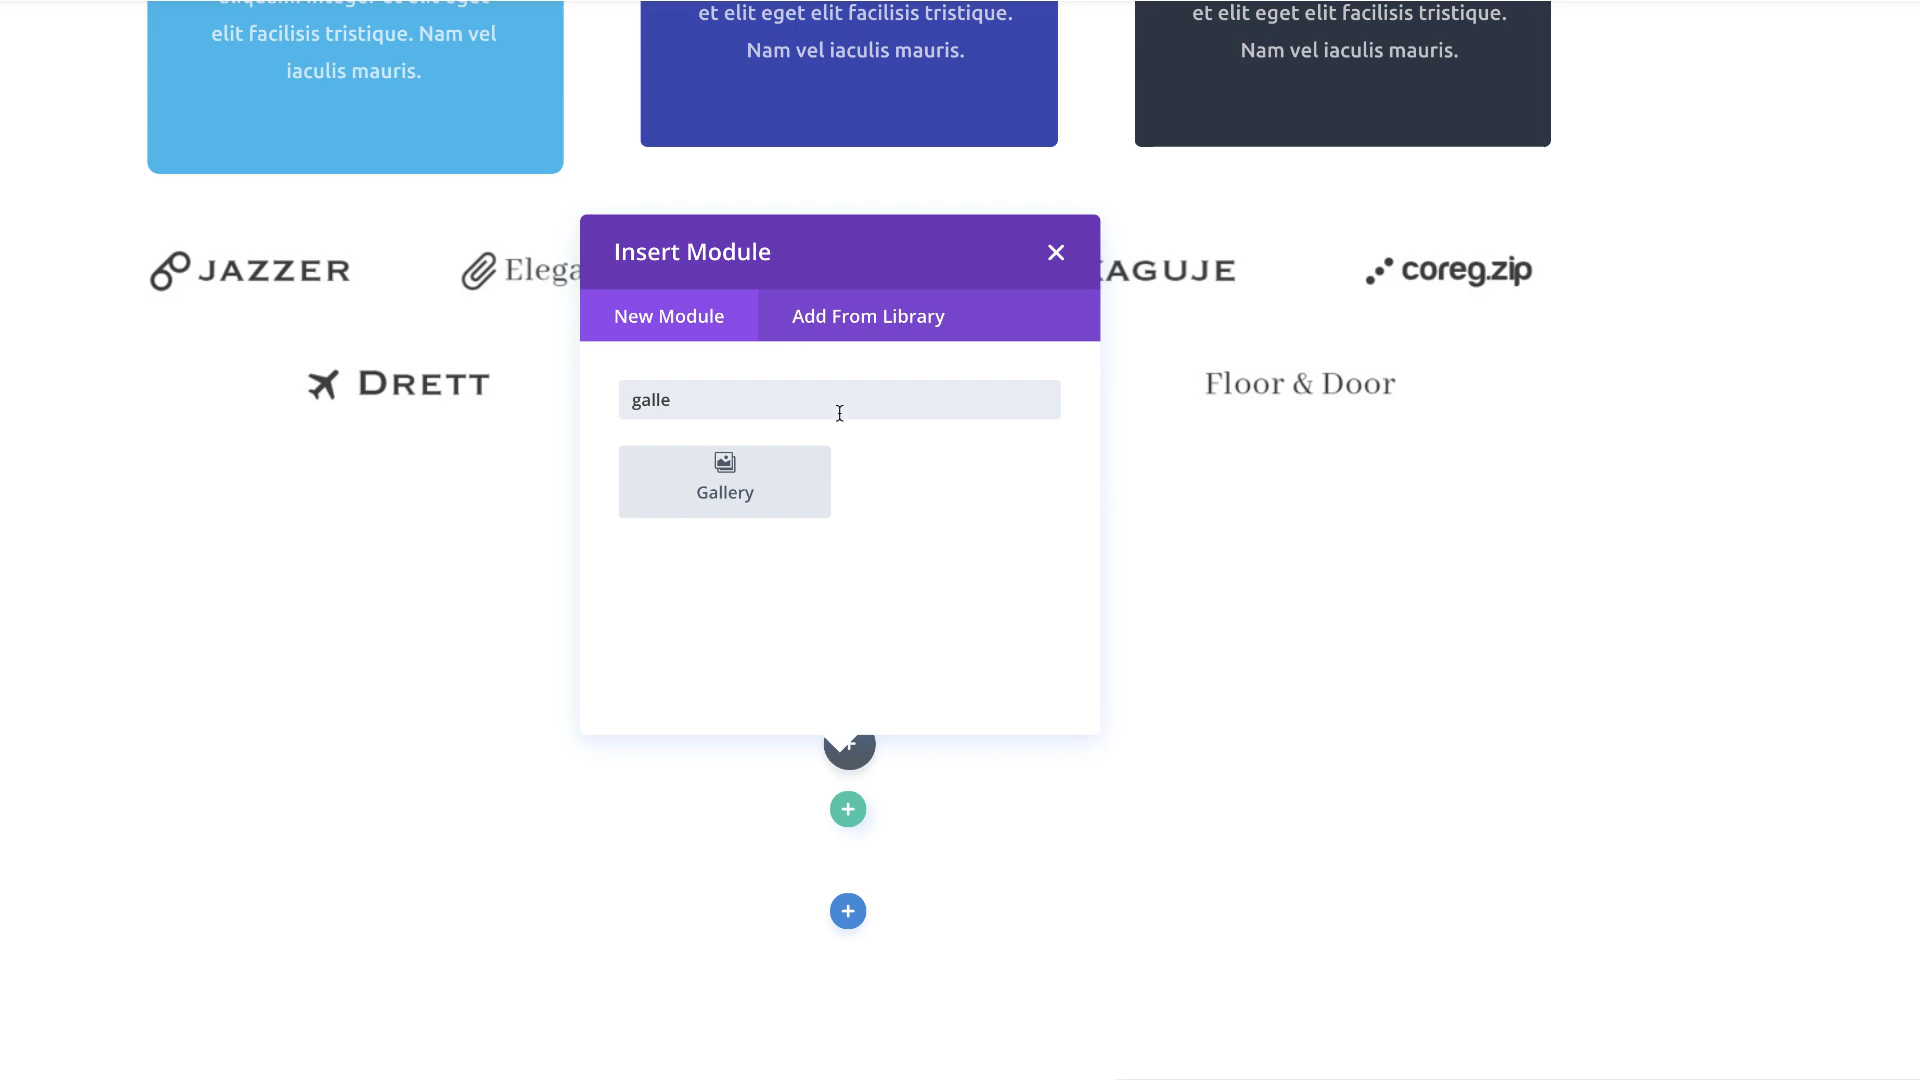 elit facilisis tristique. Nam vel
iaculis mauris.
et elit eget elit facilisis tristique.
Nam vel iaculis mauris.
et elit eget elit facilisis tristique.
Nam vel iaculis mauris.
JAZZER
coreg.zip
DRETT
Floor & Door
Insert Module
New Module
Add From Library
galle
Gallery